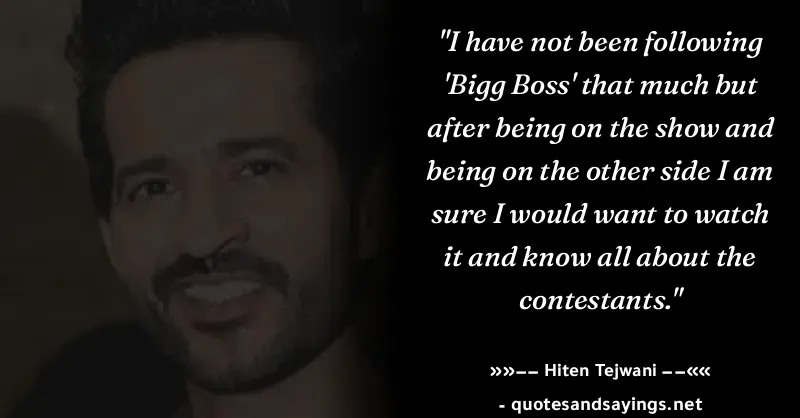 "I have not been following
'Bigg Boss' that much but
after being on the show and
being on the other side I am
sure I would want to watch
it and know all about the
contestants."
»»−− Hiten Tejwani −−««
- quotesandsayings.net